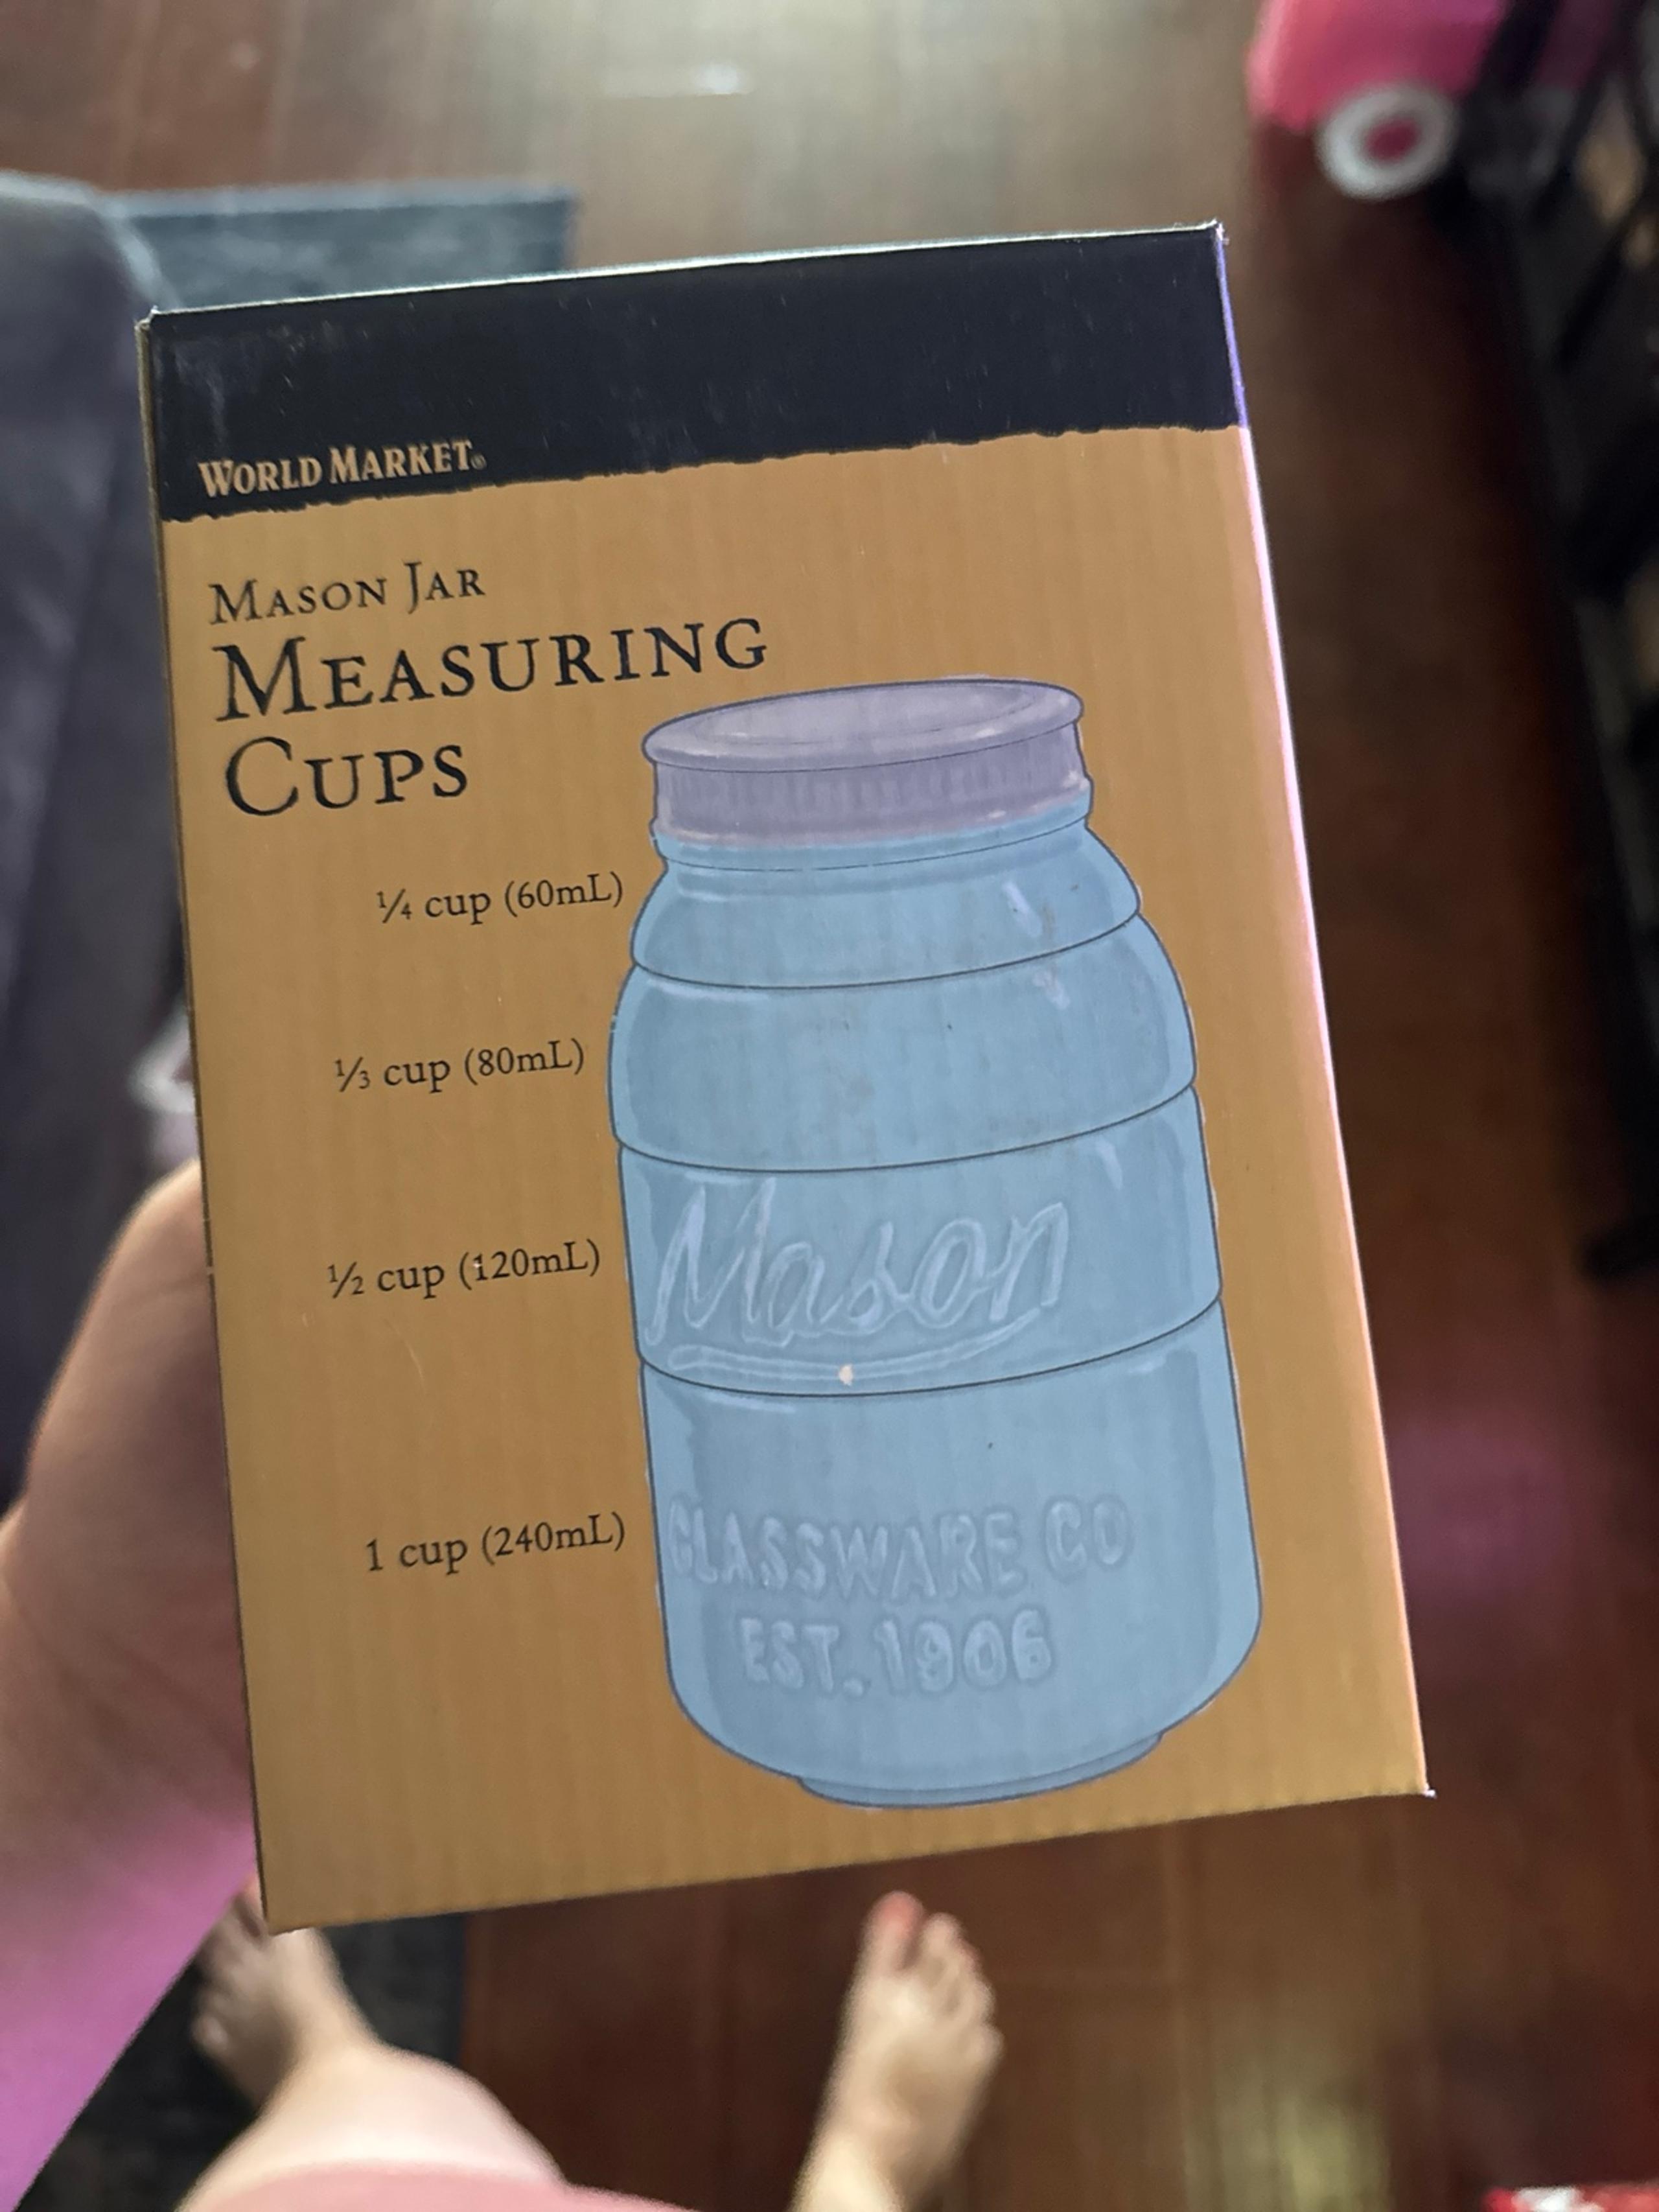 WORLD MARKET®
MASON JAR
MEASURING
CUPS
¼ cup (60mL)
⅓ cup (80mL)
½ cup (120mL)
Mason
1 cup (240mL)
GLASSWARE CO
EST. 1906